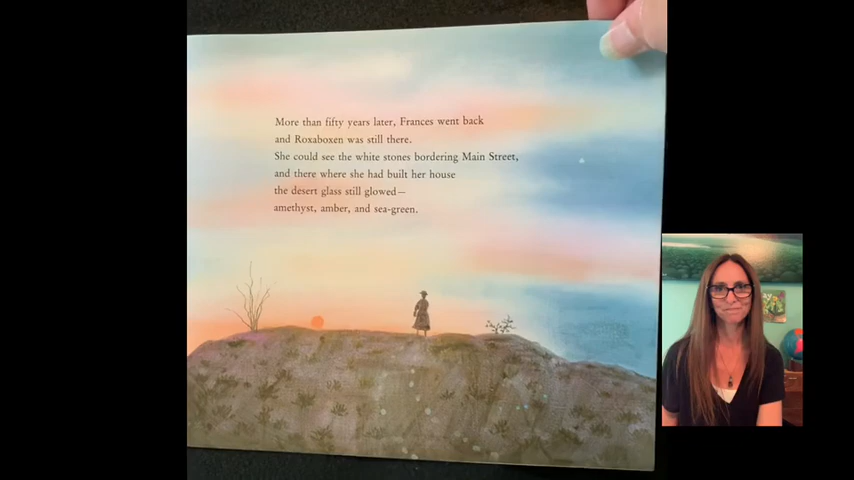 More than fifty years later, Frances went back
and Roxaboxen was still there.
She could see the white stones bordering Main Street,
and there where she had built her house
the desert glass still glowed—
amethyst, amber, and sea-green.